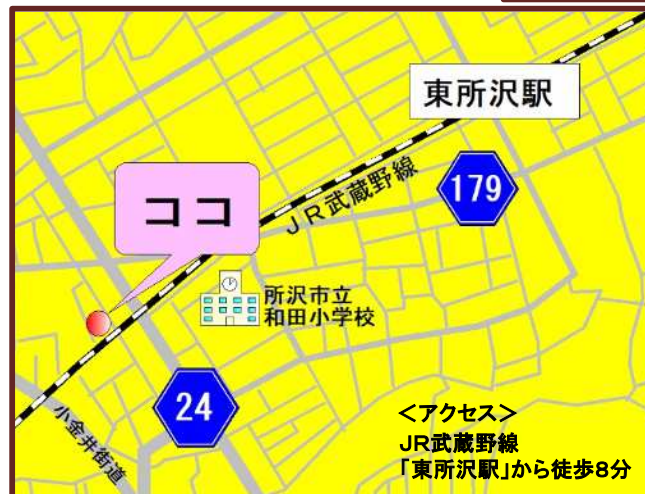 東所沢駅
179
JR武蔵野線
ココ
所沢市立
和田小学校
24
小金井街道
＜アクセス＞
JR武蔵野線
「東所沢駅」から徒歩8分